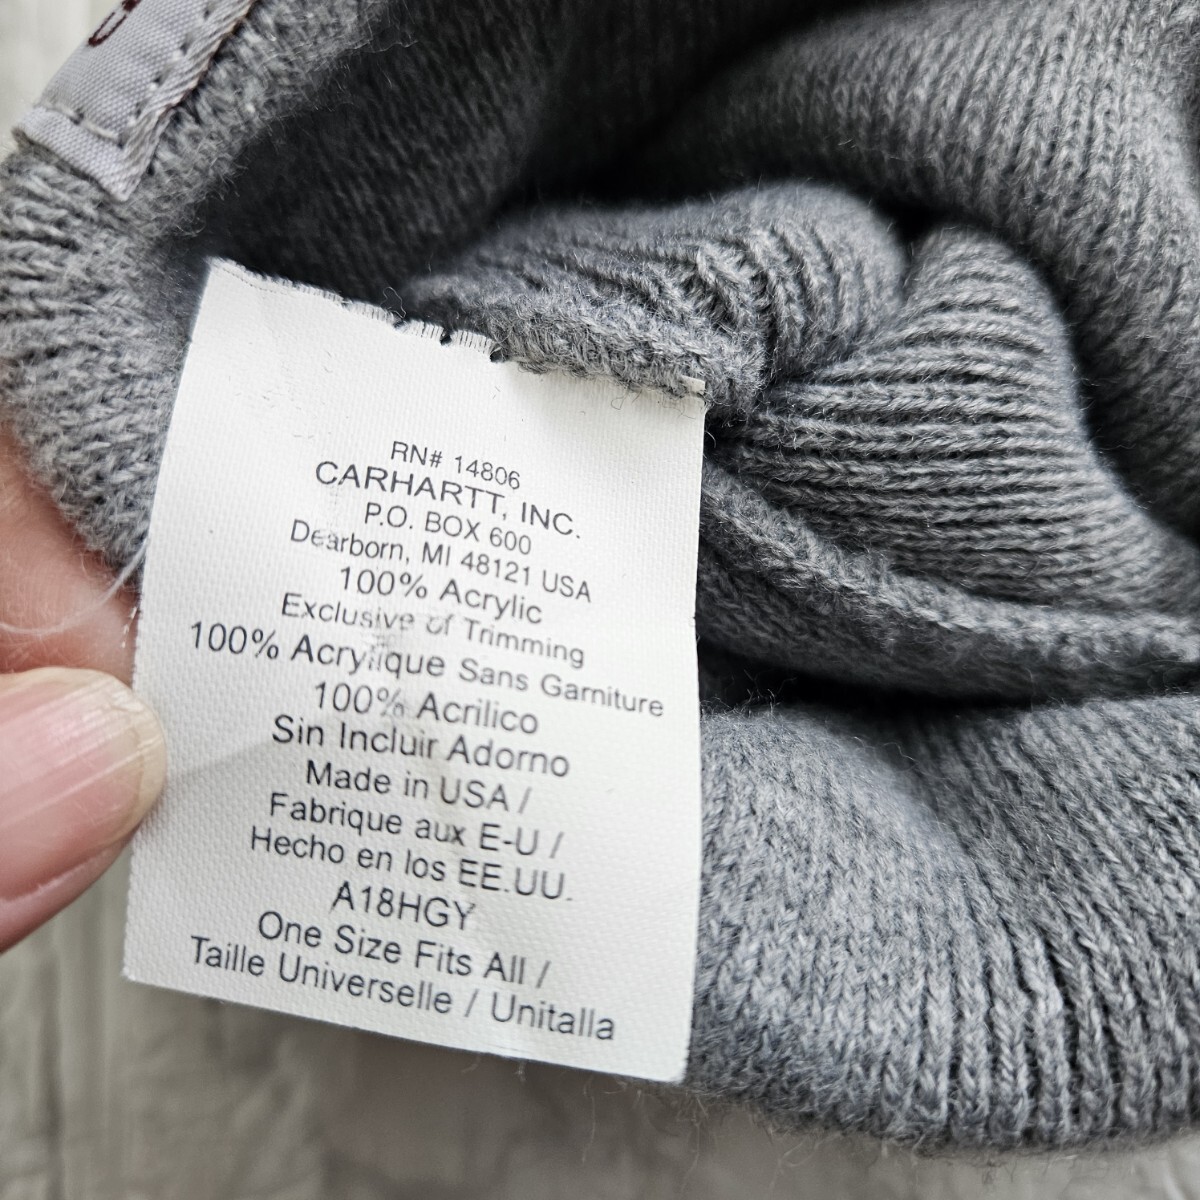 RN# 14806
CARHARTT, INC.
P.O. BOX 600
Dearborn, MI 48121 USA
100% Acrylic
Exclusive of Trimming
100% Acrylique Sans Garniture
100% Acrilico
Sin Incluir Adorno
Made in USA /
Fabrique aux E-U /
Hecho en los EE.UU.
A18HGY
One Size Fits All /
Taille Universelle / Unitalla